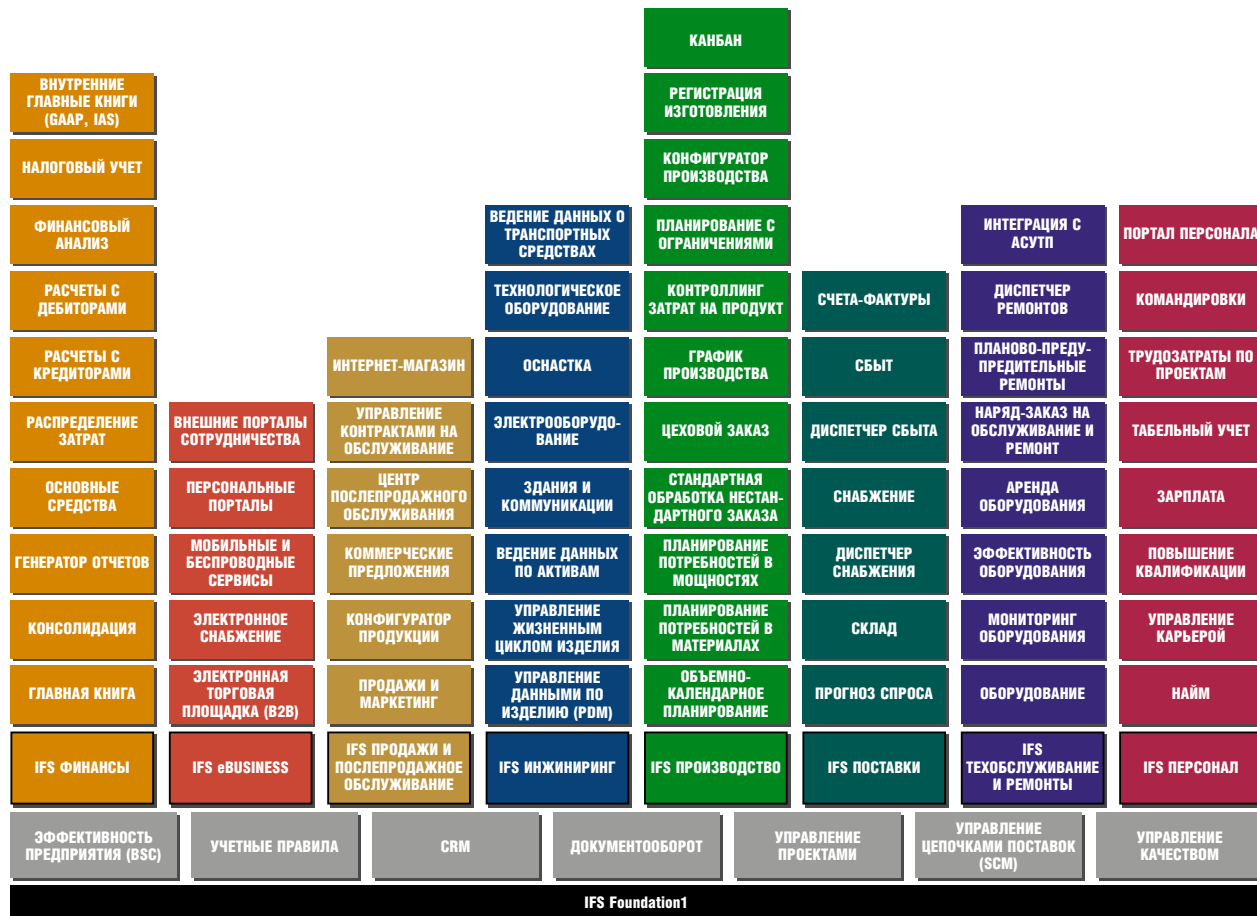 КАНБАН
ВНУТРЕННИЕ
ГЛАВНЫЕ КНИГИ
(GAAP, IAS)
РЕГИСТРАЦИЯ
ИЗГОТОВЛЕНИЯ
НАЛОГОВЫЙ УЧЕТ
КОНФИГУРАТОР
ПРОИЗВОДСТВА
ФИНАНСОВЫЙ
АНАЛИЗ
ВЕДЕНИЕ ДАННЫХ О
ТРАНСПОРТНЫХ
СРЕДСТВАХ
ПЛАНИРОВАНИЕ С
ОГРАНИЧЕНИЯМИ
ИНТЕГРАЦИЯ С
АСУТП
ПОРТАЛ ПЕРСОНАЛА
РАСЧЕТЫ С
ДЕБИТОРАМИ
ТЕХНОЛОГИЧЕСКОЕ
ОБОРУДОВАНИЕ
КОНТРОЛЛИНГ
ЗАТРАТ НА ПРОДУКТ
СЧЕТА-ФАКТУРЫ
ДИСПЕТЧЕР
РЕМОНТОВ
КОМАНДИРОВКИ
РАСЧЕТЫ С
КРЕДИТОРАМИ
ИНТЕРНЕТ-МАГАЗИН
ОСНАСТКА
ГРАФИК
ПРОИЗВОДСТВА
СБЫТ
ПЛАНОВО-ПРЕДУ-
ПРЕДИТЕЛЬНЫЕ
РЕМОНТЫ
ТРУДОЗАТРАТЫ ПО
ПРОЕКТАМ
РАСПРЕДЕЛЕНИЕ
ЗАТРАТ
ВНЕШНИЕ ПОРТАЛЫ
СОТРУДНИЧЕСТВА
УПРАВЛЕНИЕ
КОНТРАКТАМИ НА
ОБСЛУЖИВАНИЕ
ЭЛЕКТРООБОРУДО-
ВАНИЕ
ЦЕХОВОЙ ЗАКАЗ
ДИСПЕТЧЕР СБЫТА
НАРЯД-ЗАКАЗ НА
ОБСЛУЖИВАНИЕ И
РЕМОНТ
ТАБЕЛЬНЫЙ УЧЕТ
ОСНОВНЫЕ
СРЕДСТВА
ПЕРСОНАЛЬНЫЕ
ПОРТАЛЫ
ЦЕНТР
ПОСЛЕПРОДАЖНОГО
ОБСЛУЖИВАНИЯ
ЗДАНИЯ И
КОММУНИКАЦИИ
СТАНДАРТНАЯ
ОБРАБОТКА НЕСТАН-
ДАРТНОГО ЗАКАЗА
СНАБЖЕНИЕ
АРЕНДА
ОБОРУДОВАНИЯ
ЗАРПЛАТА
ГЕНЕРАТОР ОТЧЕТОВ
МОБИЛЬНЫЕ И
БЕСПРОВОДНЫЕ
СЕРВИСЫ
КОММЕРЧЕСКИЕ
ПРЕДЛОЖЕНИЯ
ВЕДЕНИЕ ДАННЫХ
ПО АКТИВАМ
ПЛАНИРОВАНИЕ
ПОТРЕБНОСТЕЙ В
МОЩНОСТЯХ
ДИСПЕТЧЕР
СНАБЖЕНИЯ
ЭФФЕКТИВНОСТЬ
ОБОРУДОВАНИЯ
ПОВЫШЕНИЕ
КВАЛИФИКАЦИИ
КОНСОЛИДАЦИЯ
ЭЛЕКТРОННОЕ
СНАБЖЕНИЕ
КОНФИГУРАТОР
ПРОДУКЦИИ
УПРАВЛЕНИЕ
ЖИЗНЕННЫМ
ЦИКЛОМ ИЗДЕЛИЯ
ПЛАНИРОВАНИЕ
ПОТРЕБНОСТЕЙ В
МАТЕРИАЛАХ
СКЛАД
МОНИТОРИНГ
ОБОРУДОВАНИЯ
УПРАВЛЕНИЕ
КАРЬЕРОЙ
ГЛАВНАЯ КНИГА
ЭЛЕКТРОННАЯ
ТОРГОВАЯ
ПЛОЩАДКА (B2B)
ПРОДАЖИ И
МАРКЕТИНГ
УПРАВЛЕНИЕ
ДАННЫМИ ПО
ИЗДЕЛИЮ (PDM)
ОБЪЕМНО-
КАЛЕНДАРНОЕ
ПЛАНИРОВАНИЕ
ПРОГНОЗ СПРОСА
ОБОРУДОВАНИЕ
НАЙМ
IFS ФИНАНСЫ
IFS eBUSINESS
IFS ПРОДАЖИ И
ПОСЛЕПРОДАЖНОЕ
ОБСЛУЖИВАНИЕ
IFS ИНЖИНИРИНГ
IFS ПРОИЗВОДСТВО
IFS ПОСТАВКИ
IFS
ТЕХОБСЛУЖИВАНИЕ
И РЕМОНТЫ
IFS ПЕРСОНАЛ
ЭФФЕКТИВНОСТЬ
ПРЕДПРИЯТИЯ (BSC)
УЧЕТНЫЕ ПРАВИЛА
CRM
ДОКУМЕНТООБОРОТ
УПРАВЛЕНИЕ
ПРОЕКТАМИ
УПРАВЛЕНИЕ
ЦЕПОЧКАМИ ПОСТАВОК
(SCM)
УПРАВЛЕНИЕ
КАЧЕСТВОМ
IFS Foundation1